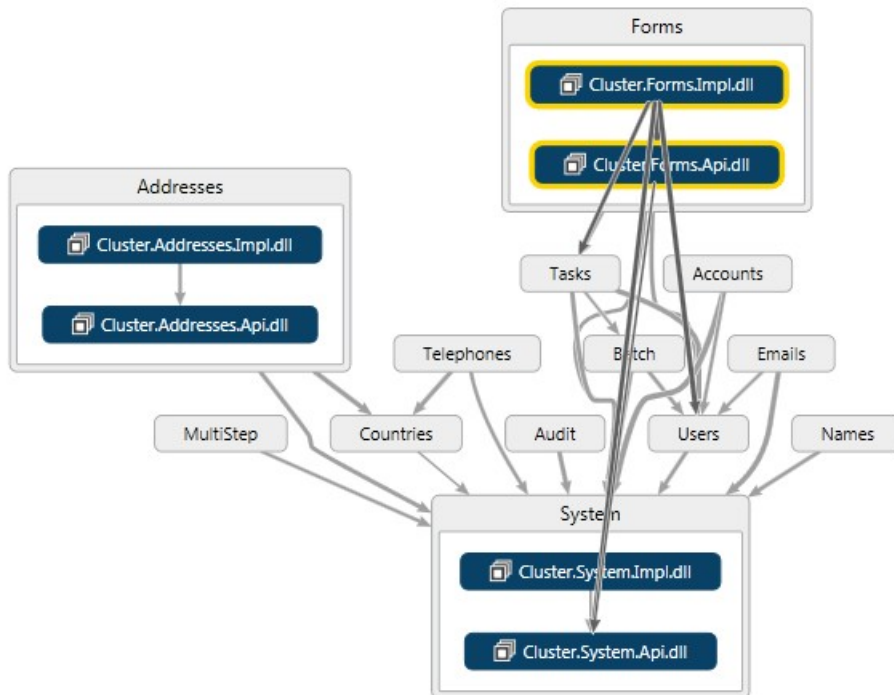 Forms
Cluster.Forms.Impl.dll
Cluster.Forms.Api.dll
Addresses
Cluster.Addresses.Impl.dll
Cluster.Addresses.Api.dll
Tasks
Accounts
Telephones
Batch
Emails
MultiStep
Countries
Audit
Users
Names
System
Cluster.System.Impl.dll
Cluster.System.Api.dll